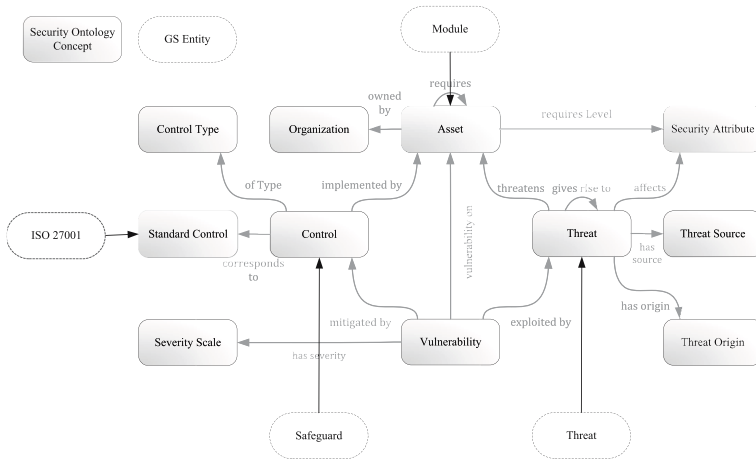 Module
Security Ontology
Concept
GS Entity
requires
owned
by
Control Type
Organization
Asset
requires Level
Security Attribute
of Type
implemented by
threatens
gives rise to
affects
vulnerability on
ISO 27001
Standard Control
Control
Threat
Threat Source
corresponds
to
has
source
has origin
mitigated by
exploited by
Severity Scale
has severity
Vulnerability
Threat Origin
Safeguard
Threat